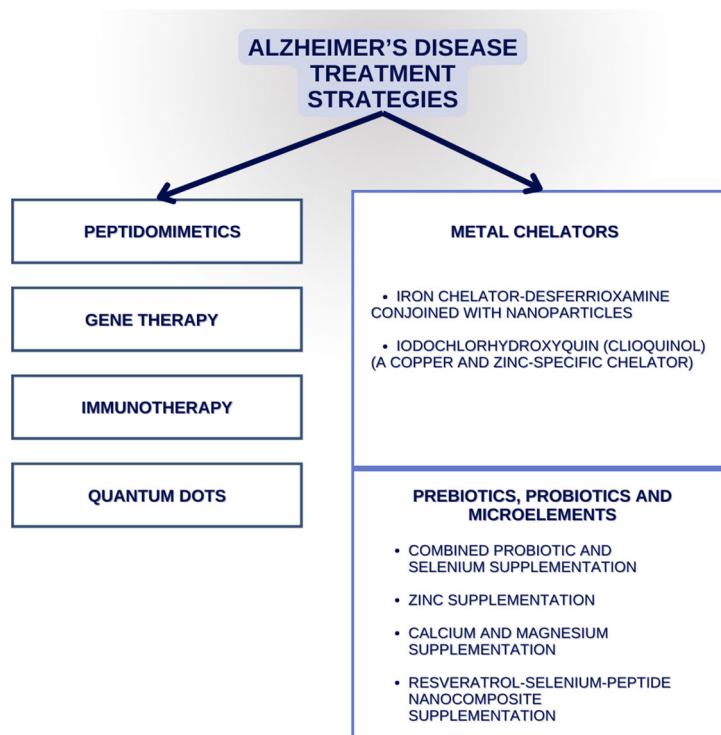 ALZHEIMER'S DISEASE
TREATMENT
STRATEGIES
PEPTIDOMIMETICS
GENE THERAPY
IMMUNOTHERAPY
QUANTUM DOTS
METAL CHELATORS
• IRON CHELATOR-DESFERRIOXAMINE
CONJOINED WITH NANOPARTICLES
• IODOCHLORHYDROXYQUIN (CLIOQUINOL)
(A COPPER AND ZINC-SPECIFIC CHELATOR)
PREBIOTICS, PROBIOTICS AND
MICROELEMENTS
• COMBINED PROBIOTIC AND
SELENIUM SUPPLEMENTATION
• ZINC SUPPLEMENTATION
• CALCIUM AND MAGNESIUM
SUPPLEMENTATION
• RESVERATROL-SELENIUM-PEPTIDE
NANOCOMPOSITE
SUPPLEMENTATION